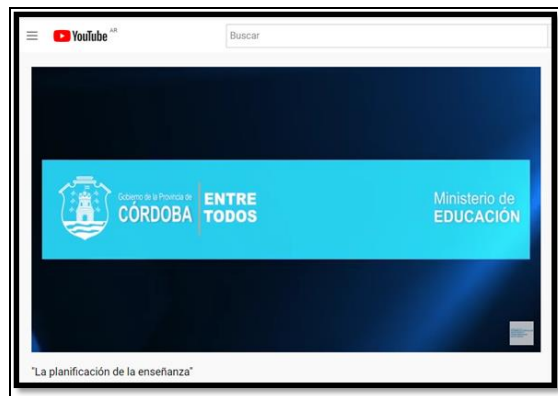 YouTube AR
Buscar
Gobierno de la Provincia de
CÓRDOBA
ENTRE
TODOS
Ministerio de
EDUCACIÓN
"La planificación de la enseñanza"